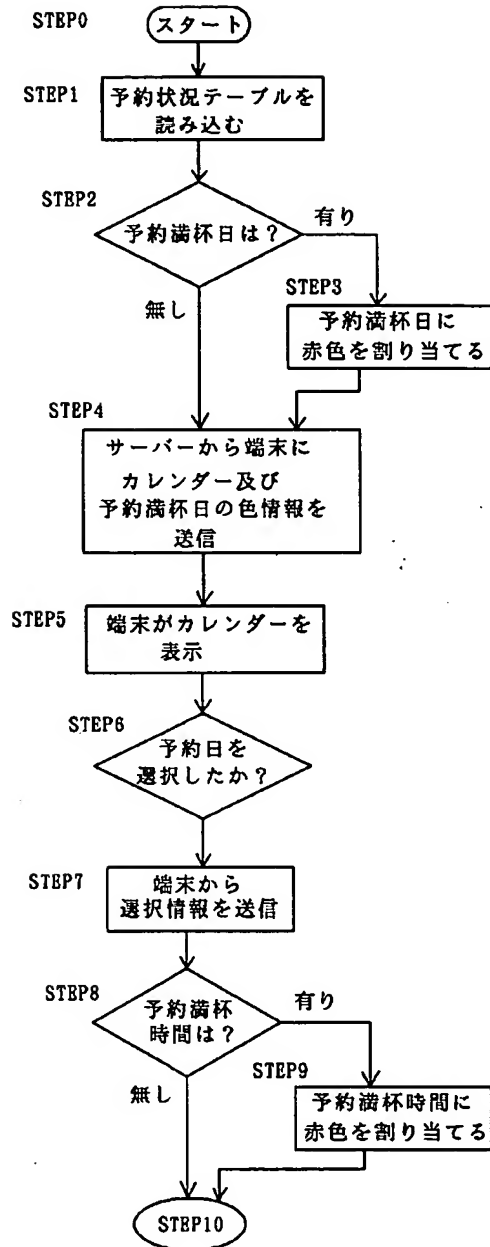 STEP0
スタート
STEP1
予約状況テーブルを
読み込む
STEP2
予約満杯日は?
有り
無し
STEP3
予約満杯日に
赤色を割り当てる
STEP4
サーバーから端末に
カレンダー及び
予約満杯日の色情報を
送信
STEP5
端末がカレンダーを
表示
STEP6
予約日を
選択したか?
STEP7
端末から
選択情報を送信
STEP8
予約満杯
時間は?
有り
無し
STEP9
予約満杯時間に
赤色を割り当てる
STEP10